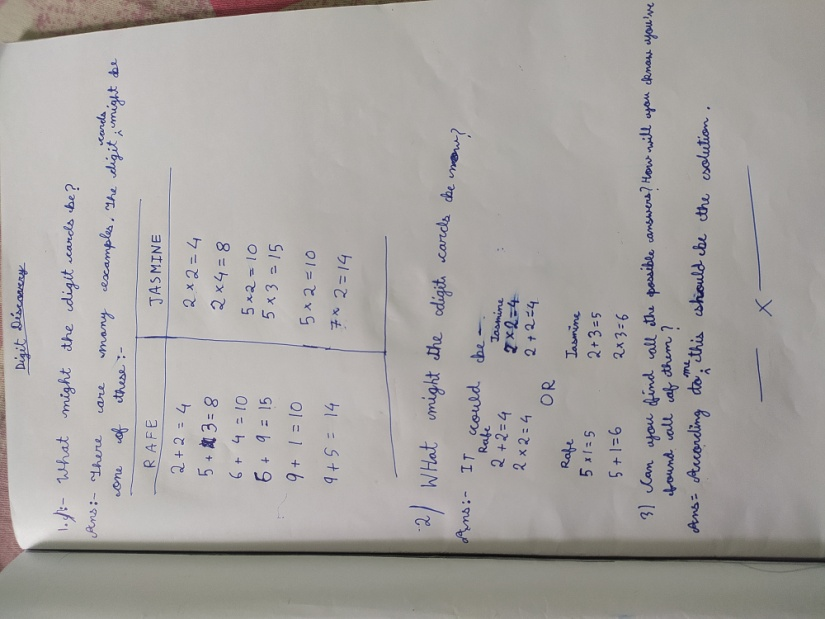 Digit Discovery
1.):- What might the digit cards be?
Ans:- There are many examples. The digit cards might be
one of these:-
RAFE JASMINE
2+2=4 2×2=4
5+3=8 2×4=8
6+4=10 5×2=10
6+9=15 5×3=15
9+1=10 5×2=10
9+5=14 7×2=14
2) WHat might the digit cards be now?
Ans:- IT could be-
Rafe Jasmine
2+2=4 2×2=4
2×2=4 2+2=4
OR
Rafe Jasmine
5×1=5 2+3=5
5+1=6 2×3=6
3) Can you find all the possible answers? How will you know you've
found all of them?
Ans= According to me, this should be the solution.
— × —